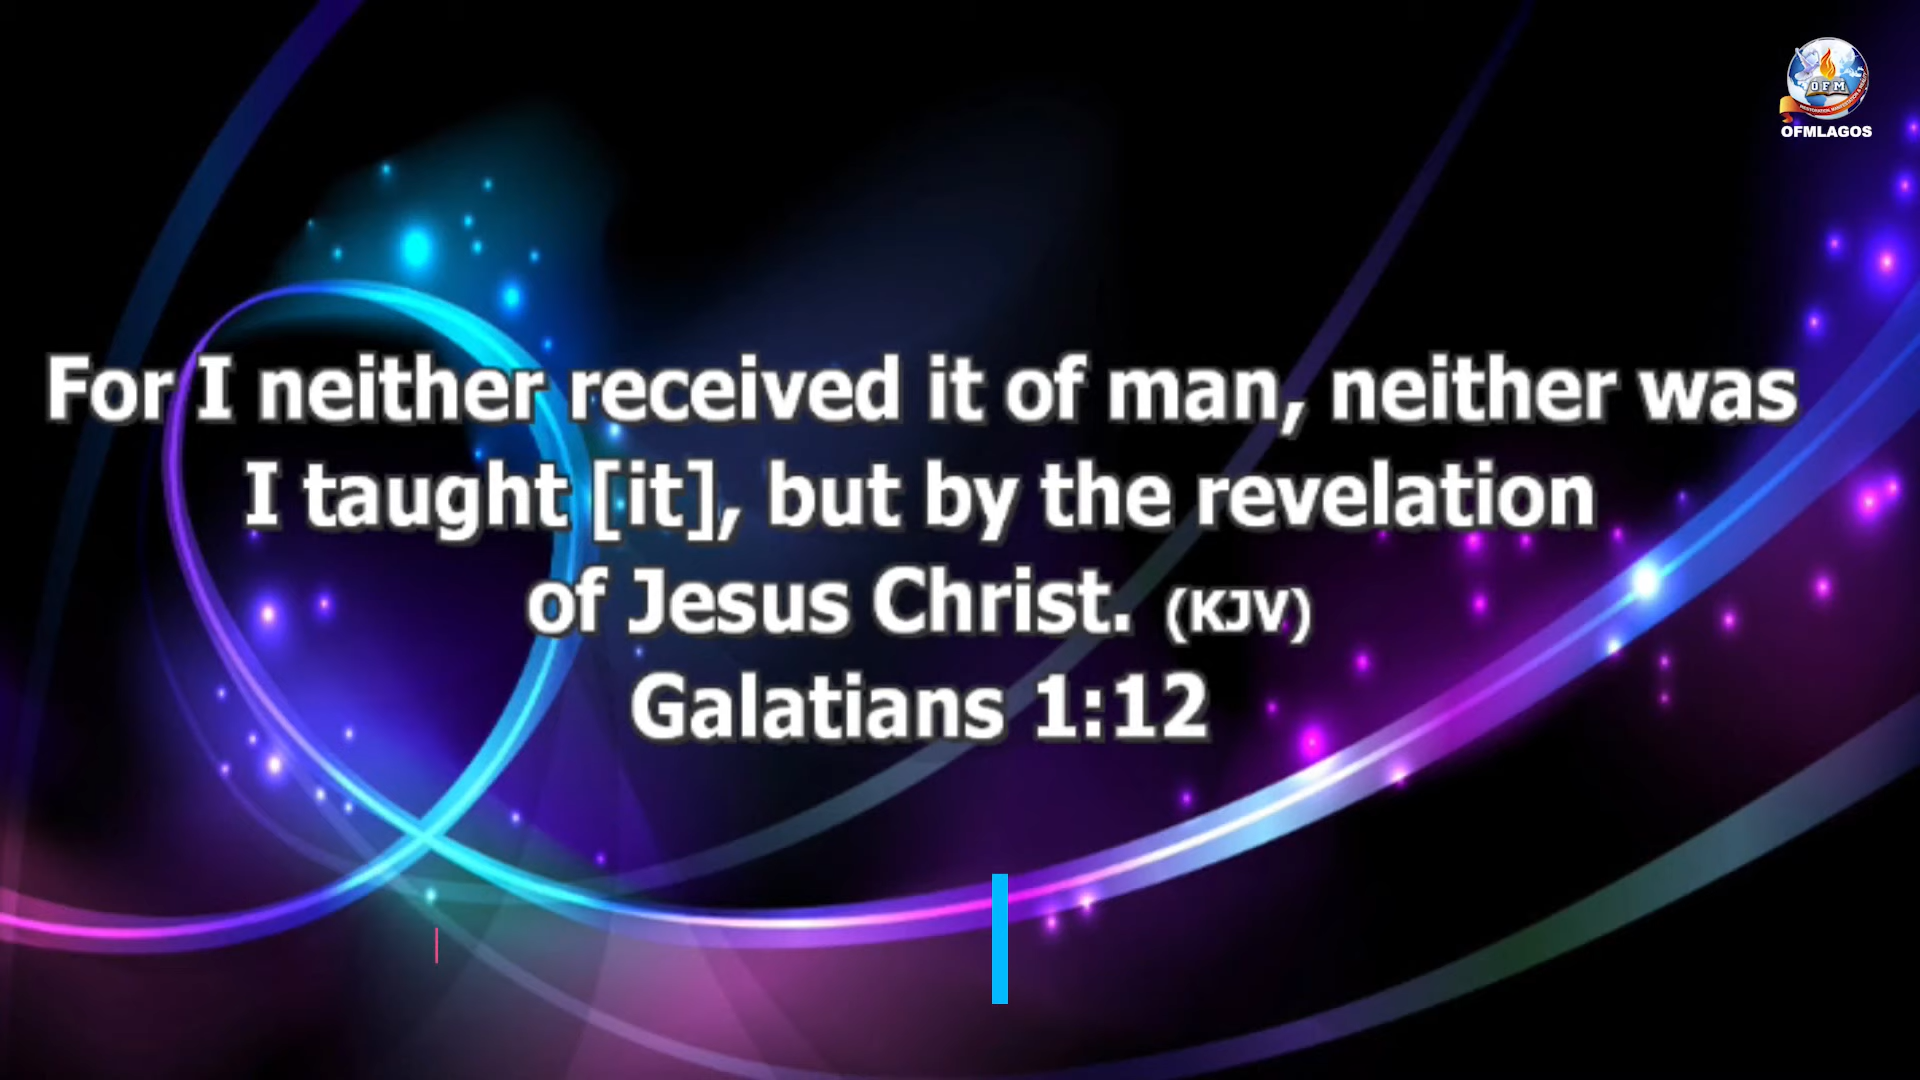 OFM
OFMLAGOS
For I neither received it of man, neither was
I taught [it], but by the revelation
of Jesus Christ. (KJV)
Galatians 1:12